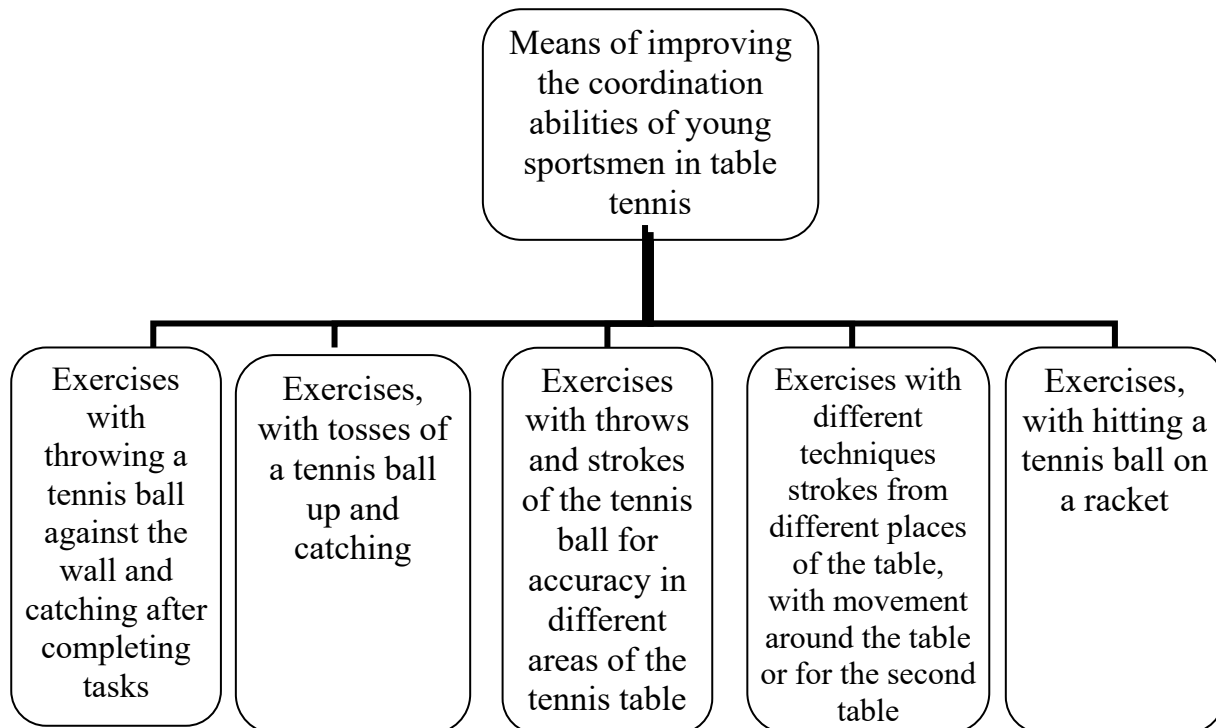 Means of improving
the coordination
abilities of young
sportsmen in table
tennis
Exercises
with
throwing a
tennis ball
against the
wall and
catching after
completing
tasks
Exercises,
with tosses of
a tennis ball
up and
catching
Exercises
with throws
and strokes
of the tennis
ball for
accuracy in
different
areas of the
tennis table
Exercises with
different
techniques
strokes from
different places
of the table,
with movement
around the table
or for the second
table
Exercises,
with hitting a
tennis ball on
a racket